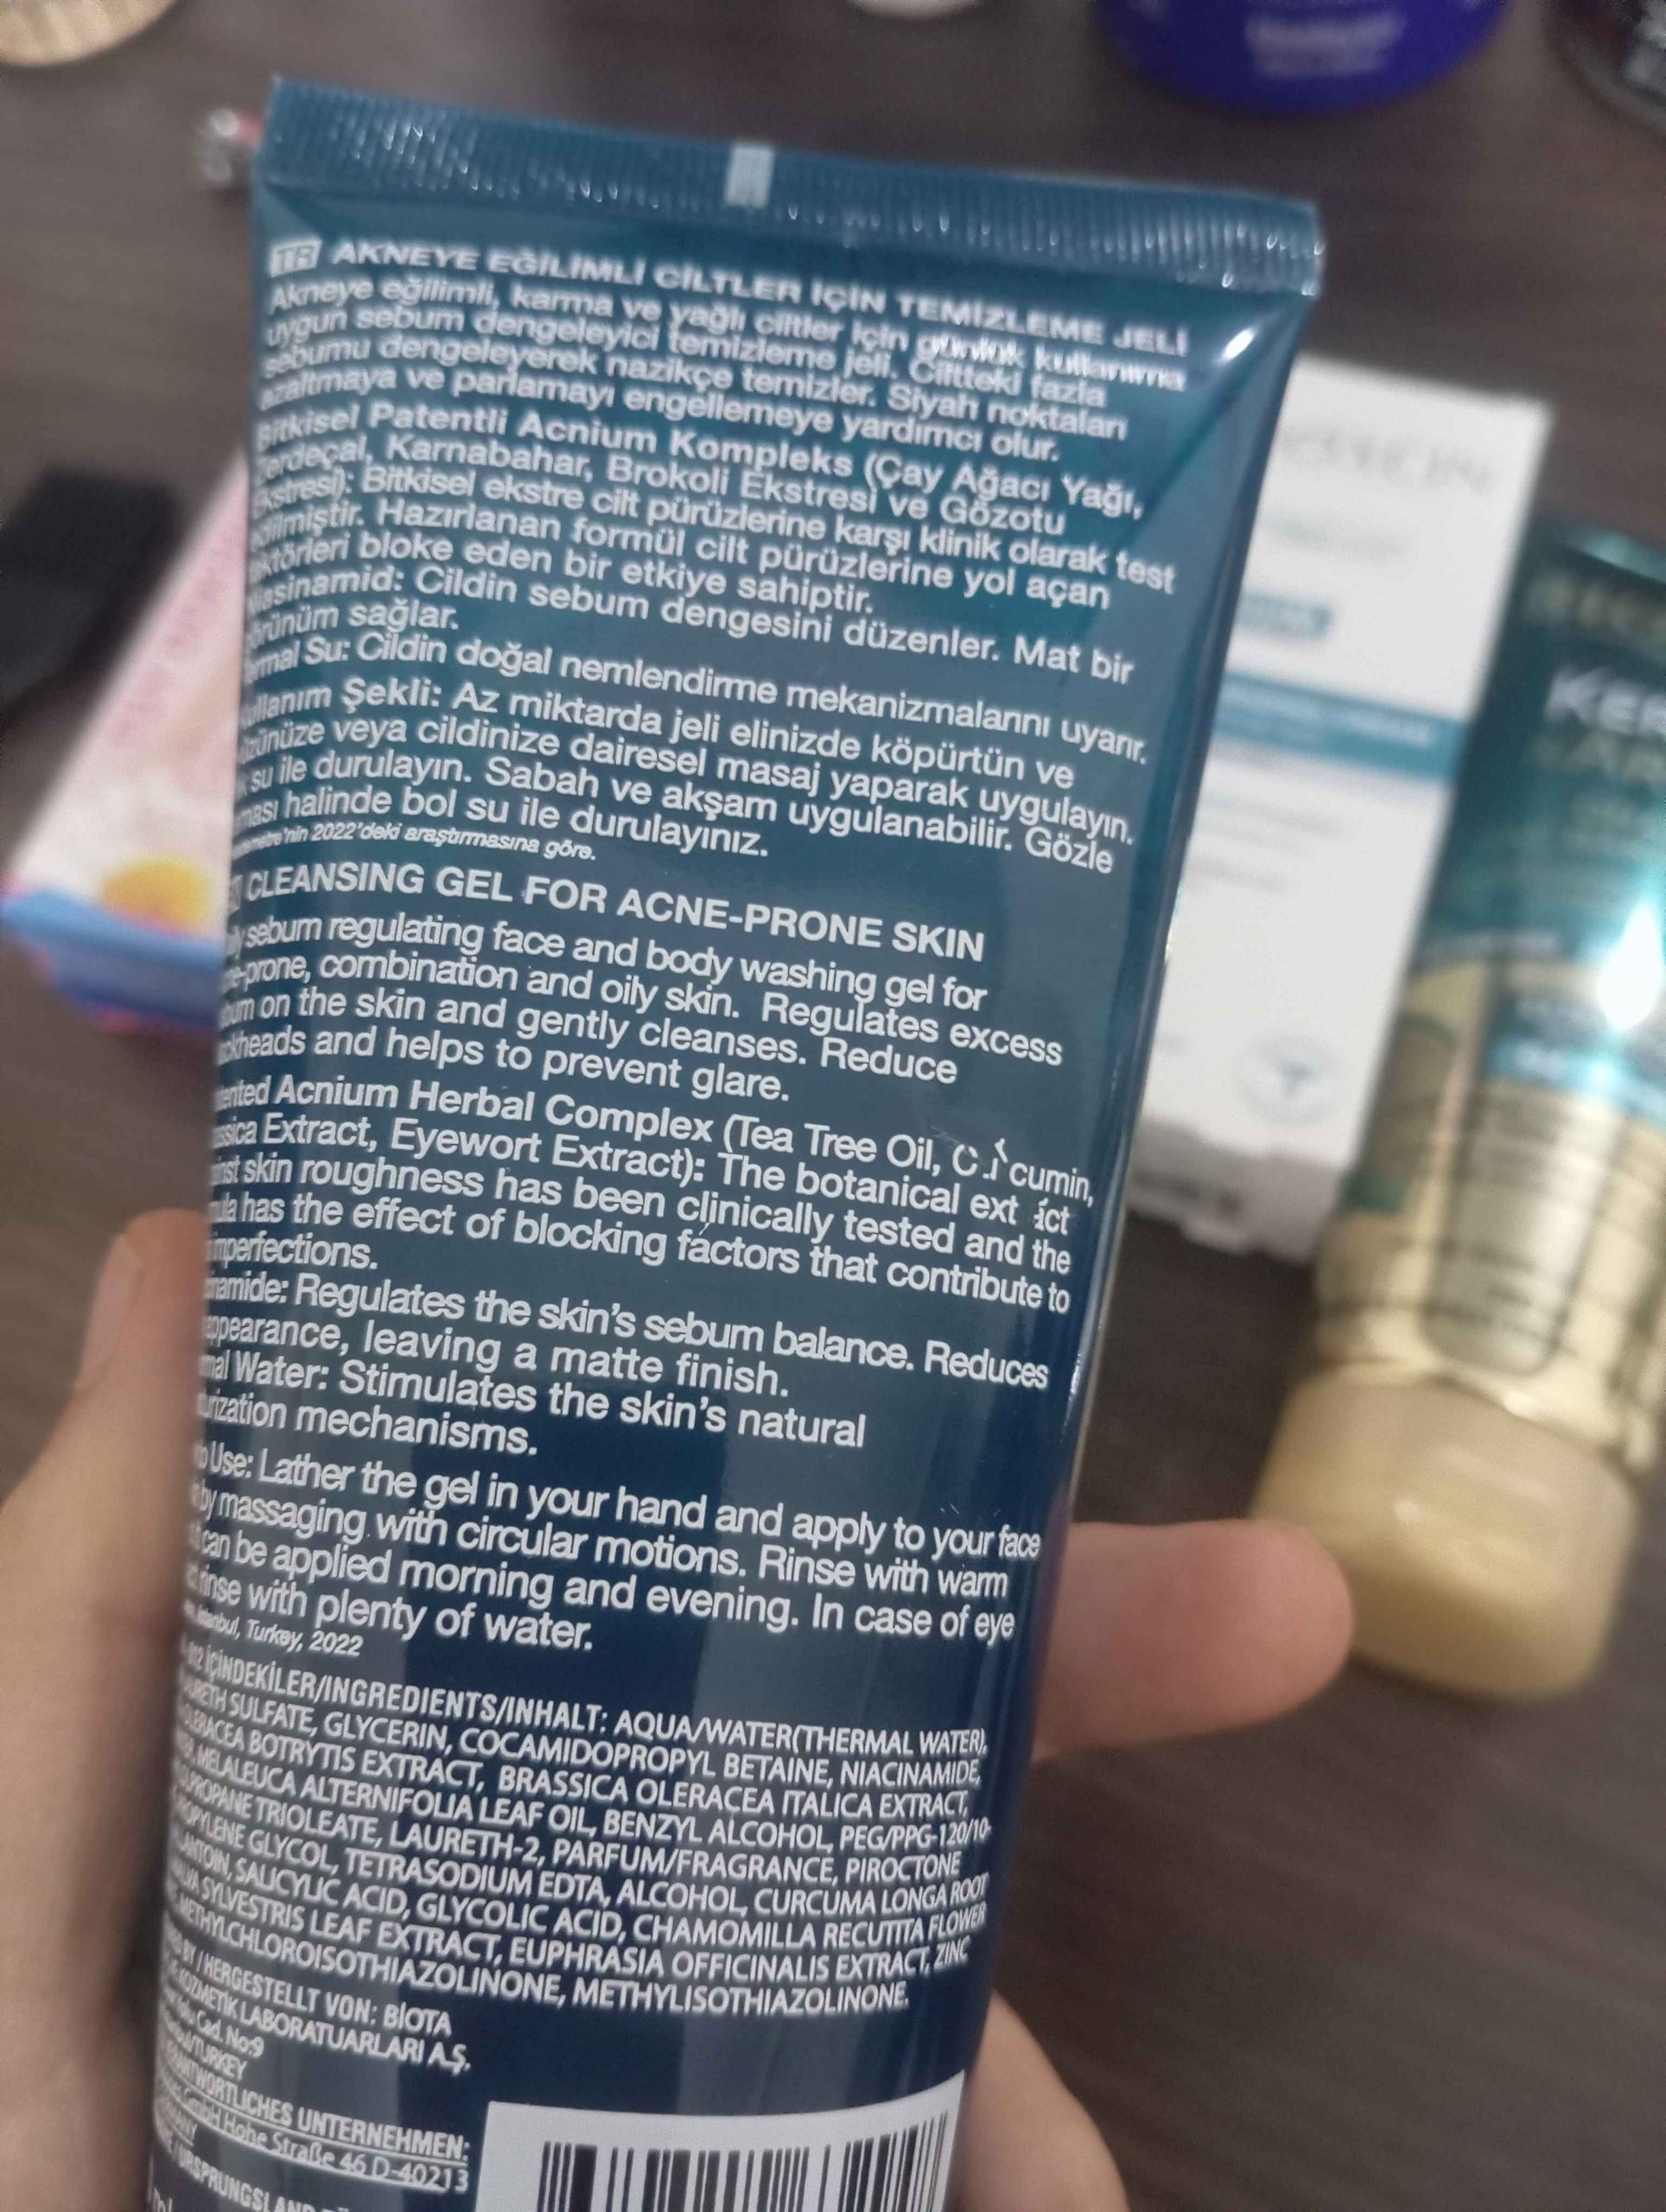 TR AKNEYE EĞİLİMLİ CİLTLER İÇİN TEMİZLEME JELİ
Akneye eğilimli, karma ve yağlı ciltler için günlük kullanıma
uygun sebum dengeleyici temizleme jeli. Ciltteki fazla
sebumu dengeleyerek nazikçe temizler. Siyah noktaları
azaltmaya ve parlamayı engellemeye yardımcı olur.
Bitkisel Patentli Acnium Kompleks (Çay Ağacı Yağı,
Zerdeçal, Karnabahar, Brokoli Ekstresi ve Gözotu
Ekstresi): Bitkisel ekstre cilt pürüzlerine karşı klinik olarak test
edilmiştir. Hazırlanan formül cilt pürüzlerine yol açan
faktörleri bloke eden bir etkiye sahiptir.
Niasinamid: Cildin sebum dengesini düzenler. Mat bir
görünüm sağlar.
Su: Cildin doğal nemlendirme mekanizmalarını uyarır.
Kullanım Şekli: Az miktarda jeli elinizde köpürtün ve
yüzünüze veya cildinize dairesel masaj yaparak uygulayın.
su ile durulayın. Sabah ve akşam uygulanabilir. Gözle
halinde bol su ile durulayınız.
2022'deki araştırmasına göre.
CLEANSING GEL FOR ACNE-PRONE SKIN
sebum regulating face and body washing gel for
prone, combination and oily skin. Regulates excess
on the skin and gently cleanses. Reduce
and helps to prevent glare.
Acnium Herbal Complex (Tea Tree Oil, C cumin,
Extract, Eyewort Extract): The botanical ext act
skin roughness has been clinically tested and the
has the effect of blocking factors that contribute to
imperfections.
Regulates the skin's sebum balance. Reduces
appearance, leaving a matte finish.
Water: Stimulates the skin's natural
mechanisms.
Use: Lather the gel in your hand and apply to your face
by massaging with circular motions. Rinse with warm
can be applied morning and evening. In case of eye
rinse with plenty of water.
Istanbul, Turkey, 2022
İÇİNDEKİLER/INGREDIENTS/INHALT: AQUA/WATER(THERMAL WATER),
SULFATE, GLYCERIN, COCAMIDOPROPYL BETAINE, NIACINAMIDE,
BOTRYTIS EXTRACT, BRASSICA OLERACEA ITALICA EXTRACT,
MELALEUCA ALTERNIFOLIA LEAF OIL, BENZYL ALCOHOL, PEG/PPG-120/10-
TRIOLEATE, LAURETH-2, PARFUM/FRAGRANCE, PIROCTONE
GLYCOL, TETRASODIUM EDTA, ALCOHOL, CURCUMA LONGA ROOT
SALICYLIC ACID, GLYCOLIC ACID, CHAMOMILLA RECUTITA FLOWER
SYLVESTRIS LEAF EXTRACT, EUPHRASIA OFFICINALIS EXTRACT, ZINC
METHYLCHLOROISOTHIAZOLINONE, METHYLISOTHIAZOLINONE.
BY / HERGESTELLT VON: BİOTA
KOZMETİK LABORATUARLARI A.Ş.
Cad. No:9
TURKEY
UNTERNEHMEN:
GmbH Hohe Straße 46 D-40213
KER